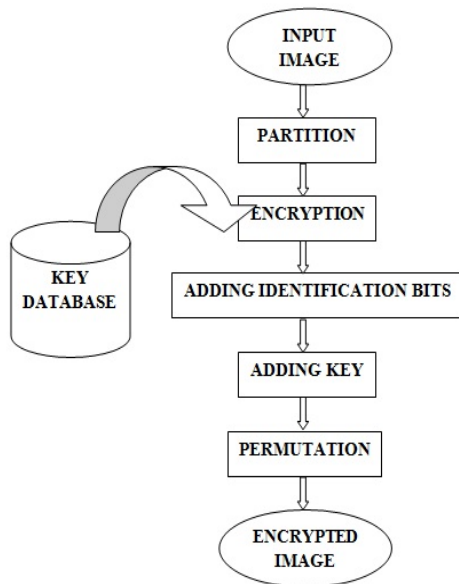 INPUT
IMAGE
PARTITION
ENCRYPTION
KEY
DATABASE
ADDING IDENTIFICATION BITS
ADDING KEY
PERMUTATION
ENCRYPTED
IMAGE